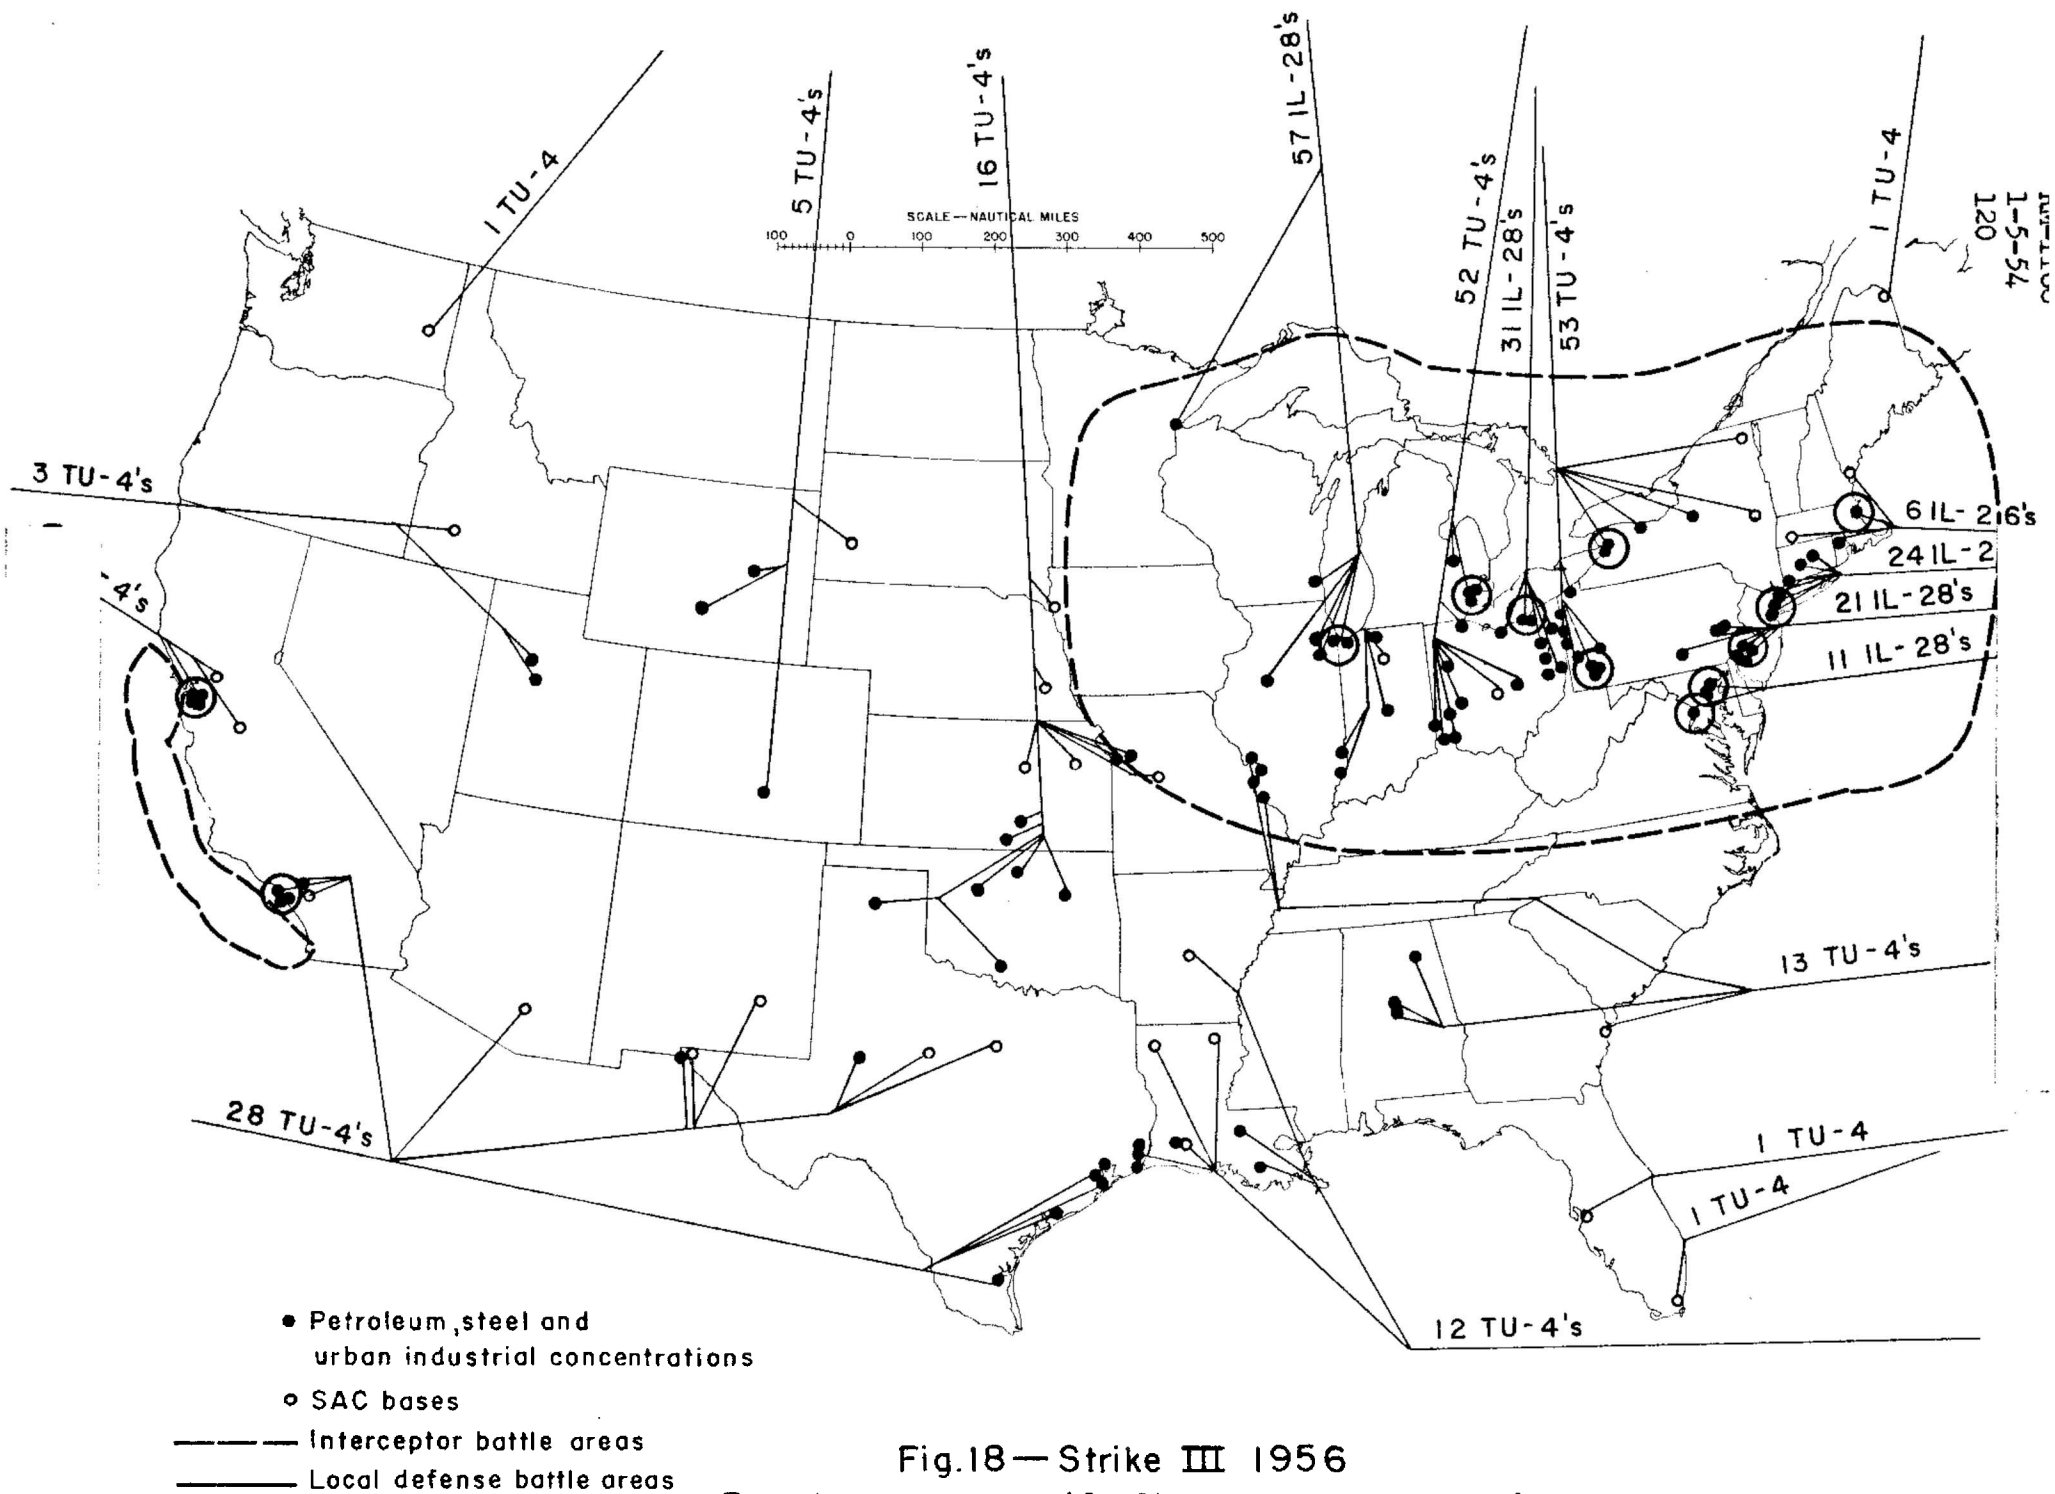 57 IL-28's
16 TU-4's
5 TU-4's
1 TU-4
52 TU-4's
31 IL-28's
53 TU-4's
1 TU-4
1-5-54
120
SCALE—NAUTICAL MILES
100 0 100 200 300 400 500
3 TU-4's
4's
6 IL-2 6's
24 IL-2
21 IL-28's
11 IL-28's
13 TU-4's
28 TU-4's
1 TU-4
1 TU-4
12 TU-4's
Petroleum, steel and
urban industrial concentrations
SAC bases
Interceptor battle areas
Local defense battle areas
Fig.18—Strike III 1956